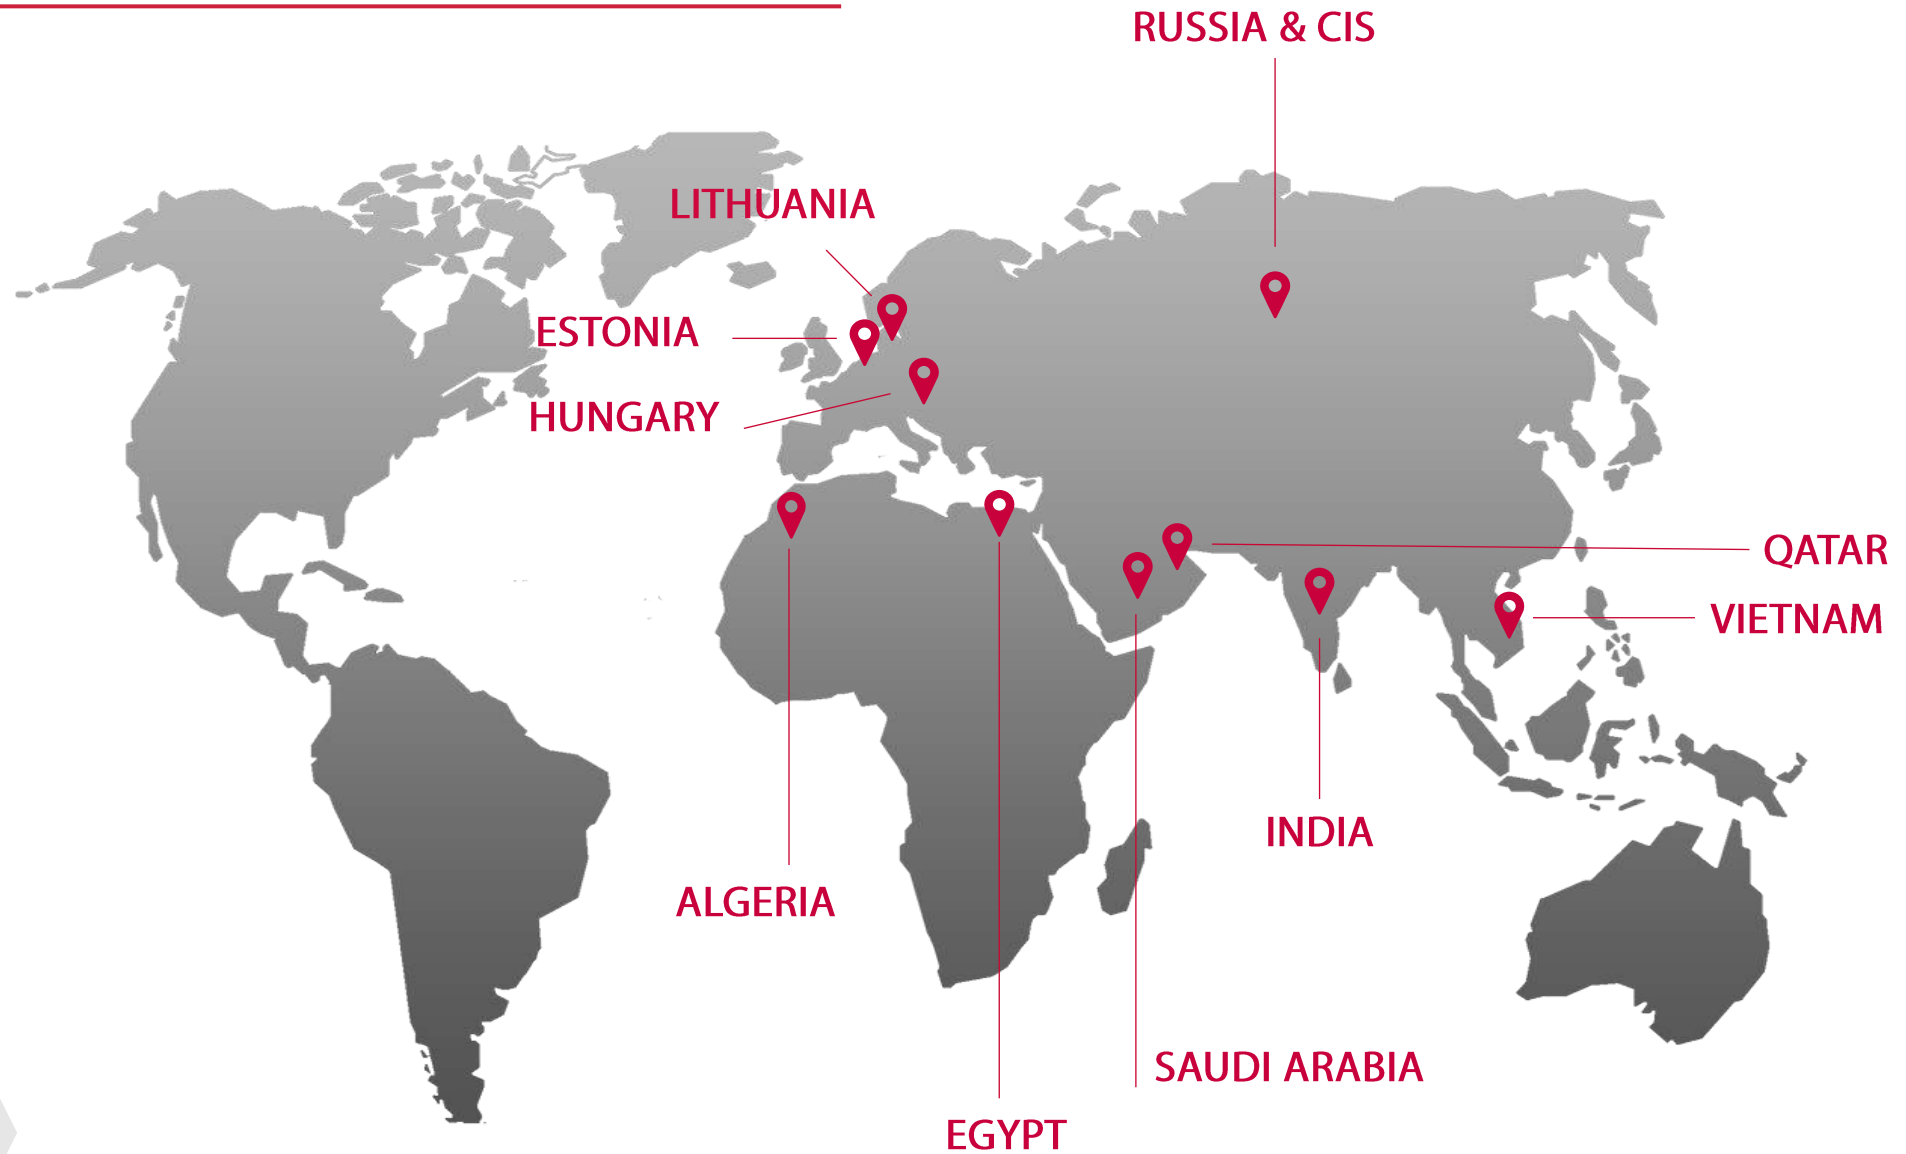 RUSSIA & CIS
LITHUANIA
ESTONIA
HUNGARY
QATAR
VIETNAM
INDIA
ALGERIA
SAUDI ARABIA
EGYPT